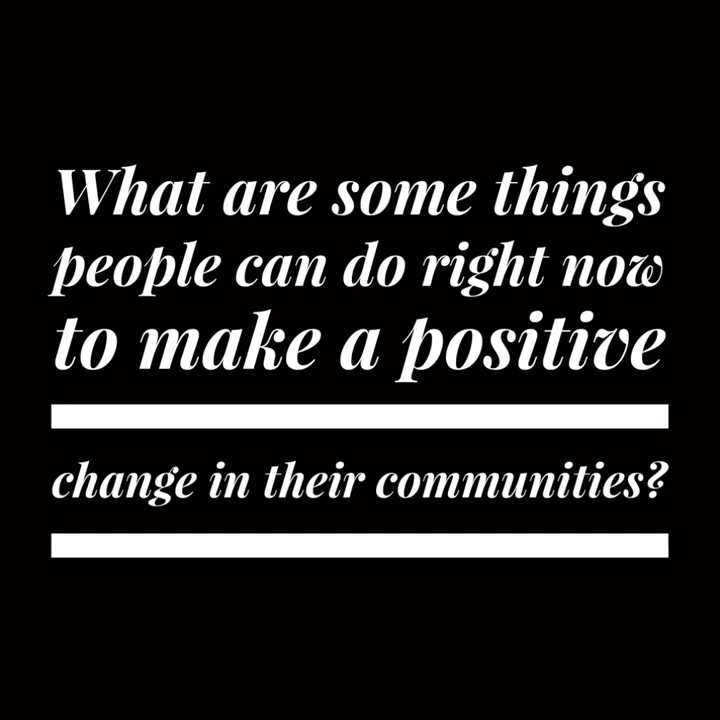 What are some things
people can do right now
to make a positive
change in their communities?